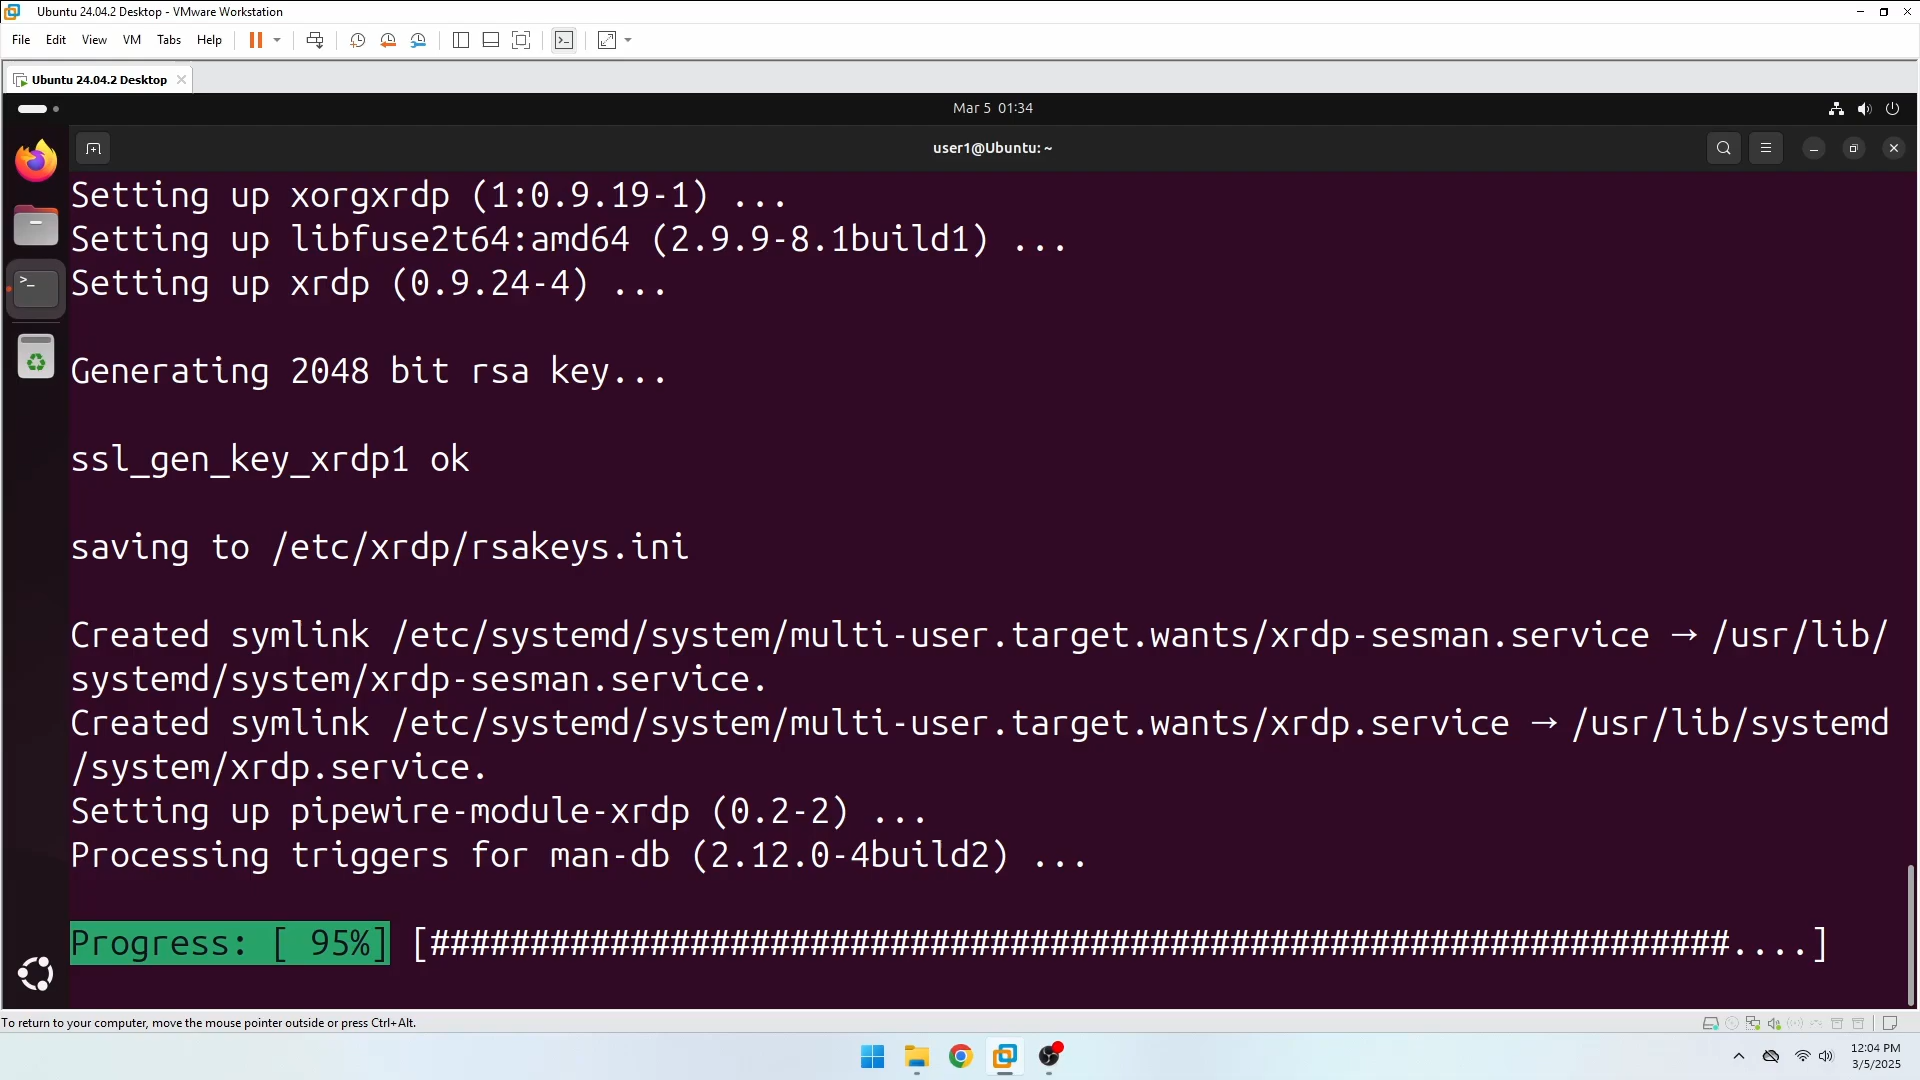 Ubuntu 24.04.2 Desktop - VMware Workstation
File Edit View VM Tabs Help
Ubuntu 24.04.2 Desktop
Mar 5 01:34
user1@Ubuntu: ~
Setting up xorgxrdp (1:0.9.19-1) ...
Setting up libfuse2t64:amd64 (2.9.9-8.1build1) ...
Setting up xrdp (0.9.24-4) ...
Generating 2048 bit rsa key...
ssl_gen_key_xrdp1 ok
saving to /etc/xrdp/rsakeys.ini
Created symlink /etc/systemd/system/multi-user.target.wants/xrdp-sesman.service → /usr/lib/
systemd/system/xrdp-sesman.service.
Created symlink /etc/systemd/system/multi-user.target.wants/xrdp.service → /usr/lib/systemd
/system/xrdp.service.
Setting up pipewire-module-xrdp (0.2-2) ...
Processing triggers for man-db (2.12.0-4build2) ...
Progress: [ 95%] [#################################################################....]
To return to your computer, move the mouse pointer outside or press Ctrl+Alt.
12:04 PM
3/5/2025